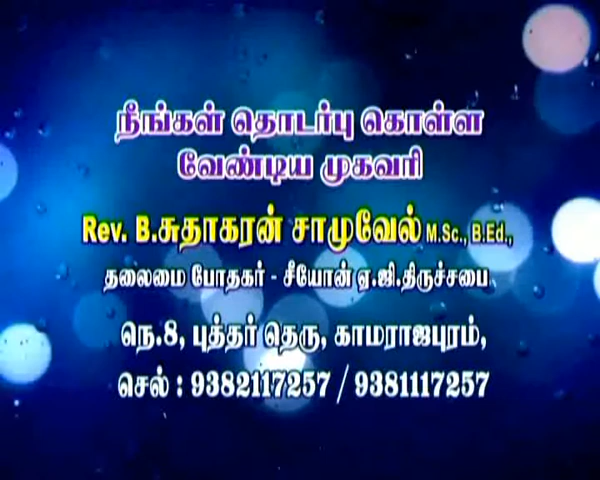 நீங்கள் தொடர்பு கொள்ள
வேண்டிய முகவரி
Rev. B.சுதாகரன் சாமுவேல் M.Sc., B.Ed.,
தலைமை போதகர் - சீயோன் ஏ.ஜி.திருச்சபை
நெ.8, புத்தர் தெரு, காமராஜபுரம்,
செல் : 9382117257 / 9381117257